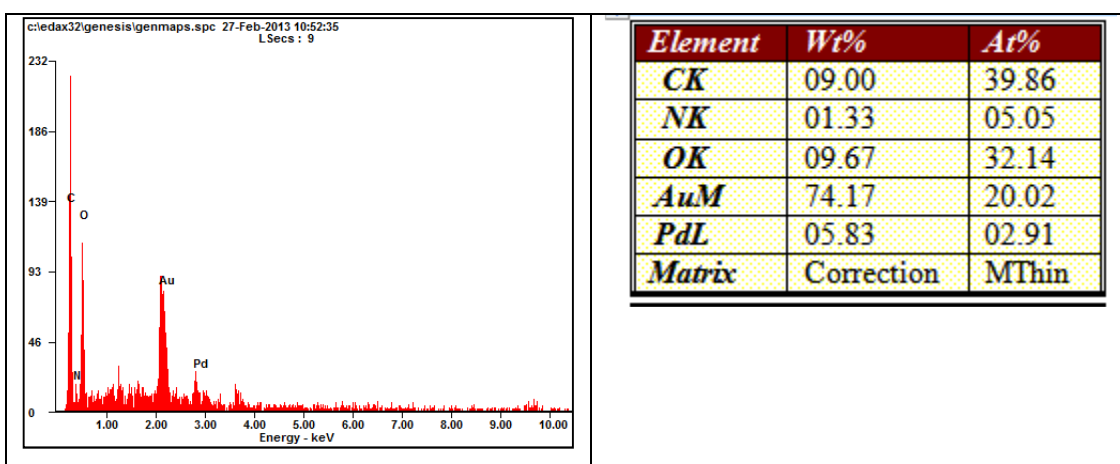 c:\edax32\genesis\genmaps.spc 27-Feb-2013 10:52:35
LSecs : 9
232
186
139
93
46
0
C
O
N
Au
Pd
1.00 2.00 3.00 4.00 5.00 6.00 7.00 8.00 9.00 10.00
Energy - keV
Element Wt% At%
CK 09.00 39.86
NK 01.33 05.05
OK 09.67 32.14
AuM 74.17 20.02
PdL 05.83 02.91
Matrix Correction MThin